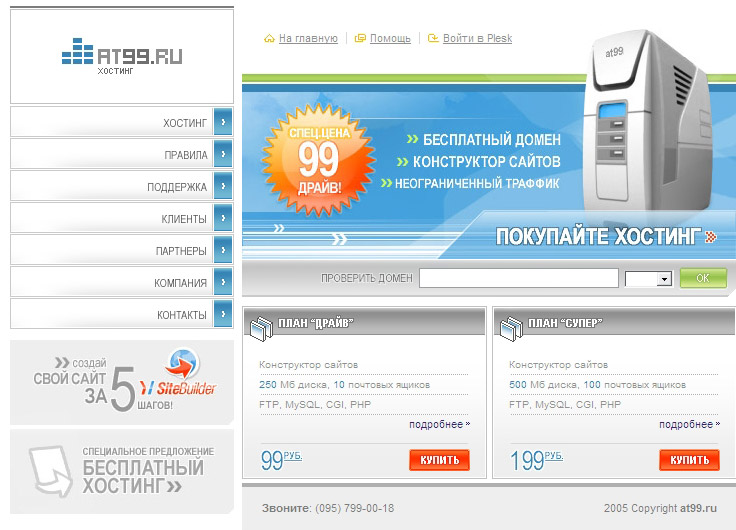 АТ99.RU
ХОСТИНГ
На главную
Помощь
Войти в Plesk
ХОСТИНГ
ПРАВИЛА
ПОДДЕРЖКА
КЛИЕНТЫ
ПАРТНЕРЫ
КОМПАНИЯ
КОНТАКТЫ
at99
СПЕЦ.ЦЕНА
99
ДРАЙВ!
БЕСПЛАТНЫЙ ДОМЕН
КОНСТРУКТОР САЙТОВ
НЕОГРАНИЧЕННЫЙ ТРАФФИК
ПОКУПАЙТЕ ХОСТИНГ
ПРОВЕРИТЬ ДОМЕН
OK
создай
СВОЙ САЙТ
ЗА 5
ШАГОВ!
SiteBuilder
СПЕЦИАЛЬНОЕ ПРЕДЛОЖЕНИЕ
БЕСПЛАТНЫЙ
ХОСТИНГ»
ПЛАН "ДРАЙВ"
Конструктор сайтов
250 Мб диска, 10 почтовых ящиков
FTP, MySQL, CGI, PHP
подробнее »
99 РУБ.
КУПИТЬ
ПЛАН "СУПЕР"
Конструктор сайтов
500 Мб диска, 100 почтовых ящиков
FTP, MySQL, CGI, PHP
подробнее »
199 РУБ.
КУПИТЬ
Звоните: (095) 799-00-18
2005 Copyright at99.ru